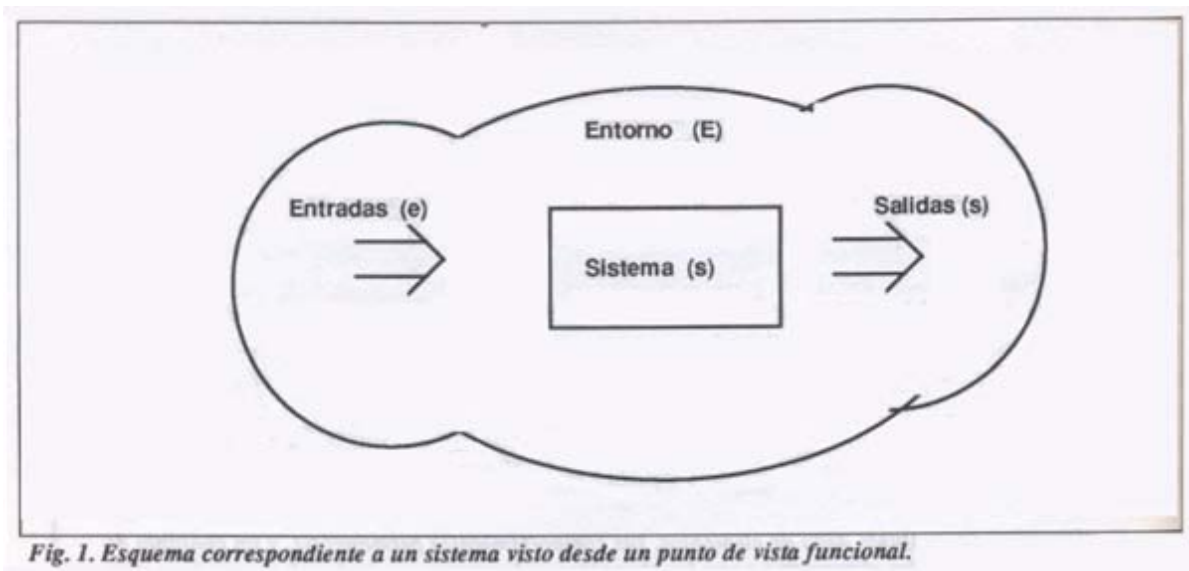 Entorno (E)
Entradas (e)
Salidas (s)
Sistema (s)
Fig. 1. Esquema correspondiente a un sistema visto desde un punto de vista funcional.